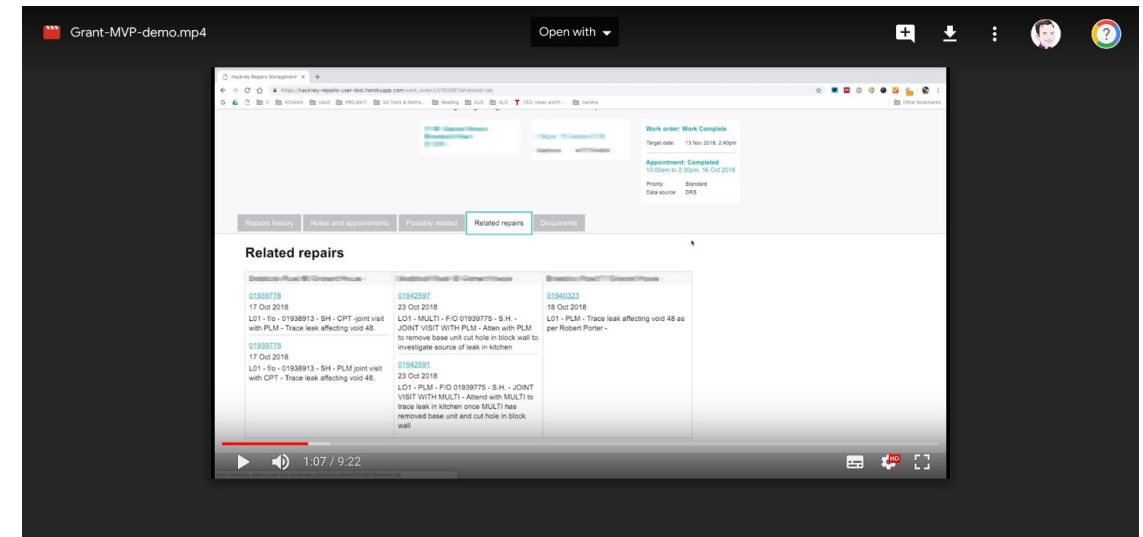 Grant-MVP-demo.mp4
Open with
Hackney Repairs Management
https://hackney-repairs-user-test.herokuapp.com/work_orders/01938913#related-tab
Other Bookmarks
Work order: Work Complete
Target date: 13 Nov 2018, 2:40pm
Appointment: Completed
10:00am to 2:30pm, 16 Oct 2018
Priority: Standard
Data source: DRS
Repairs history Notes and appointments Possibly related Related repairs Documents
Related repairs
01939778
17 Oct 2018
L01 - f/o - 01938913 - SH - CPT -joint visit
with PLM - Trace leak affecting void 48.
01939775
17 Oct 2018
L01 - f/o - 01938913 - SH - PLM joint visit
with CPT - Trace leak affecting void 48.
01942597
23 Oct 2018
LO1 - MULTI - F/O 01939775 - S.H. -
JOINT VISIT WITH PLM - Atten with PLM
to remove base unit cut hole in block wall to
investigate source of leak in kitchen
01942591
23 Oct 2018
LO1 - PLM - F/O 01939775 - S.H. - JOINT
VISIT WITH MULTI - Attend with MULTI to
trace leak in kitchen once MULTI has
removed base unit and cut hole in block
wall
01940323
18 Oct 2018
L01 - PLM - Trace leak affecting void 48 as
per Robert Porter -
1:07 / 9:22
HD